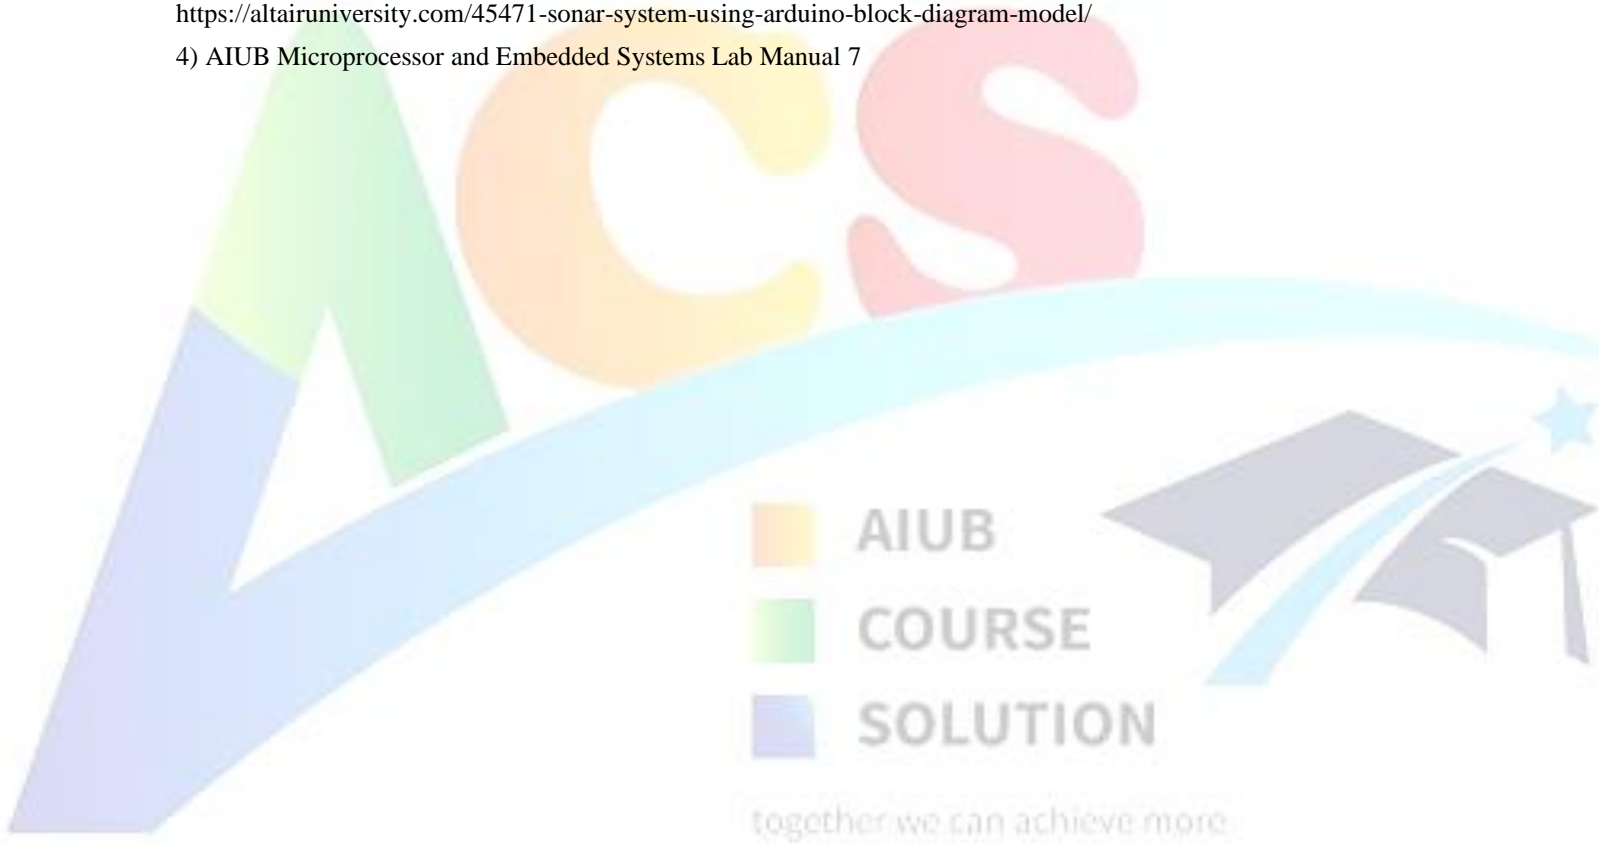 https://altairuniversity.com/45471-sonar-system-using-arduino-block-diagram-model/
4) AIUB Microprocessor and Embedded Systems Lab Manual 7
ACS
AIUB
COURSE
SOLUTION
together we can achieve more